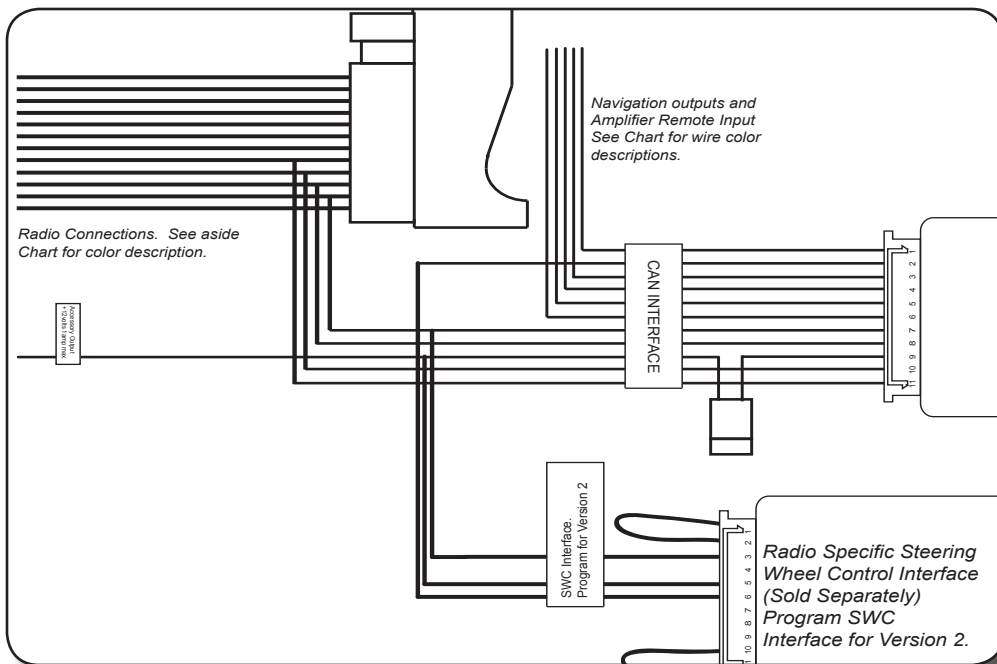 Navigation outputs and
Amplifier Remote Input
See Chart for wire color
descriptions.
Radio Connections. See aside
Chart for color description.
Accessory Output
+12volts 1amp max.
CAN INTERFACE
1
2
3
4
5
6
7
8
9
10
11
SWC Interface.
Program for Version 2
1
2
3
4
5
6
7
8
9
10
Radio Specific Steering
Wheel Control Interface
(Sold Separately)
Program SWC
Interface for Version 2.